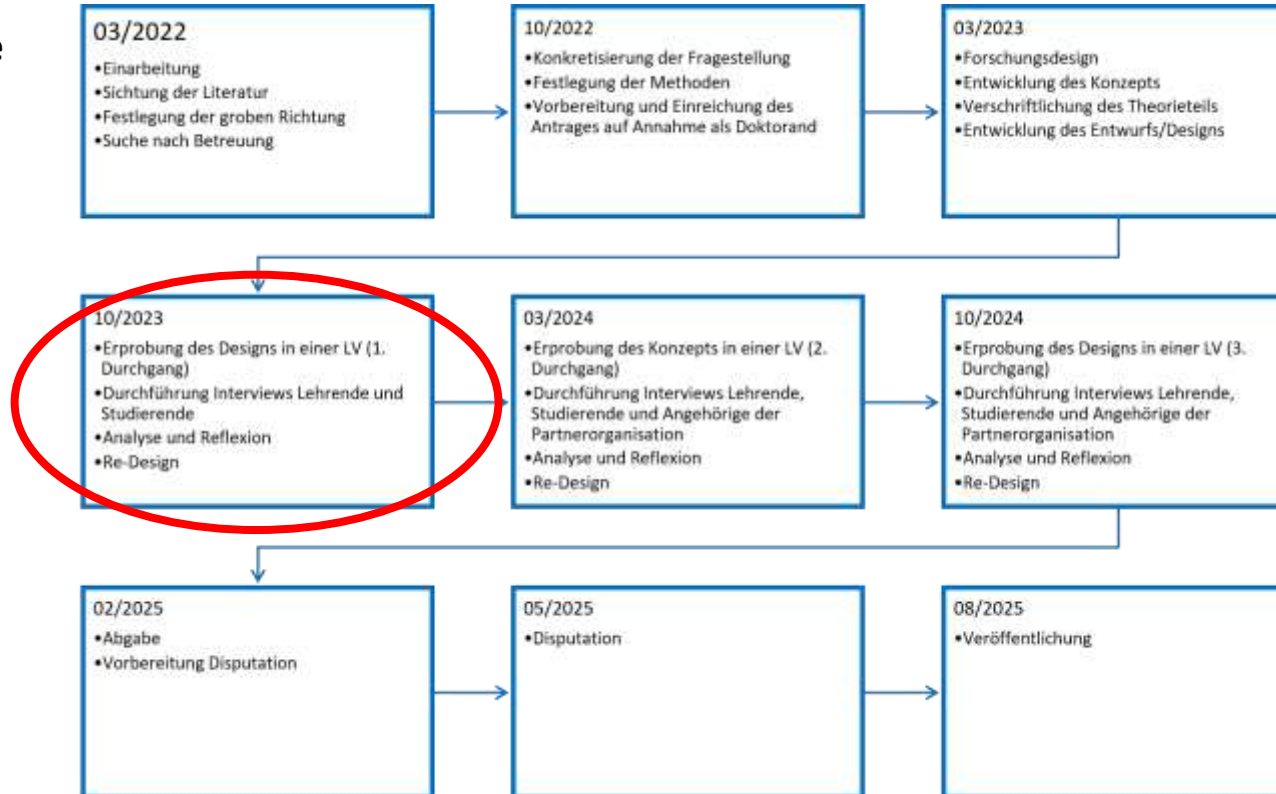 e
03/2022
•Einarbeitung
•Sichtung der Literatur
•Festlegung der groben Richtung
•Suche nach Betreuung
10/2022
•Konkretisierung der Fragestellung
•Festlegung der Methoden
•Vorbereitung und Einreichung des
Antrages auf Annahme als Doktorand
03/2023
•Forschungsdesign
•Entwicklung des Konzepts
•Verschriftlichung des Theorieteils
•Entwicklung des Entwurfs/Designs
10/2023
•Erprobung des Designs in einer LV (1.
Durchgang)
•Durchführung Interviews Lehrende und
Studierende
•Analyse und Reflexion
•Re-Design
03/2024
•Erprobung des Konzepts in einer LV (2.
Durchgang)
•Durchführung Interviews Lehrende,
Studierende und Angehörige der
Partnerorganisation
•Analyse und Reflexion
•Re-Design
10/2024
•Erprobung des Designs in einer LV (3.
Durchgang)
•Durchführung Interviews Lehrende,
Studierende und Angehörige der
Partnerorganisation
•Analyse und Reflexion
•Re-Design
02/2025
•Abgabe
•Vorbereitung Disputation
05/2025
•Disputation
08/2025
•Veröffentlichung